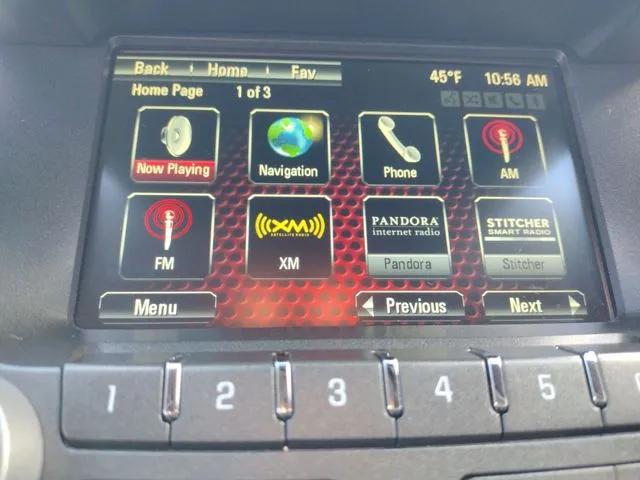 Back Home Fav
45°F 10:56 AM
Home Page 1 of 3
Now Playing
Navigation
Phone
AM
FM
XM
SATELLITE RADIO
XM
PANDORA
internet radio
Pandora
STITCHER
SMART RADIO
Stitcher
Menu
Previous
Next
1 2 3 4 5